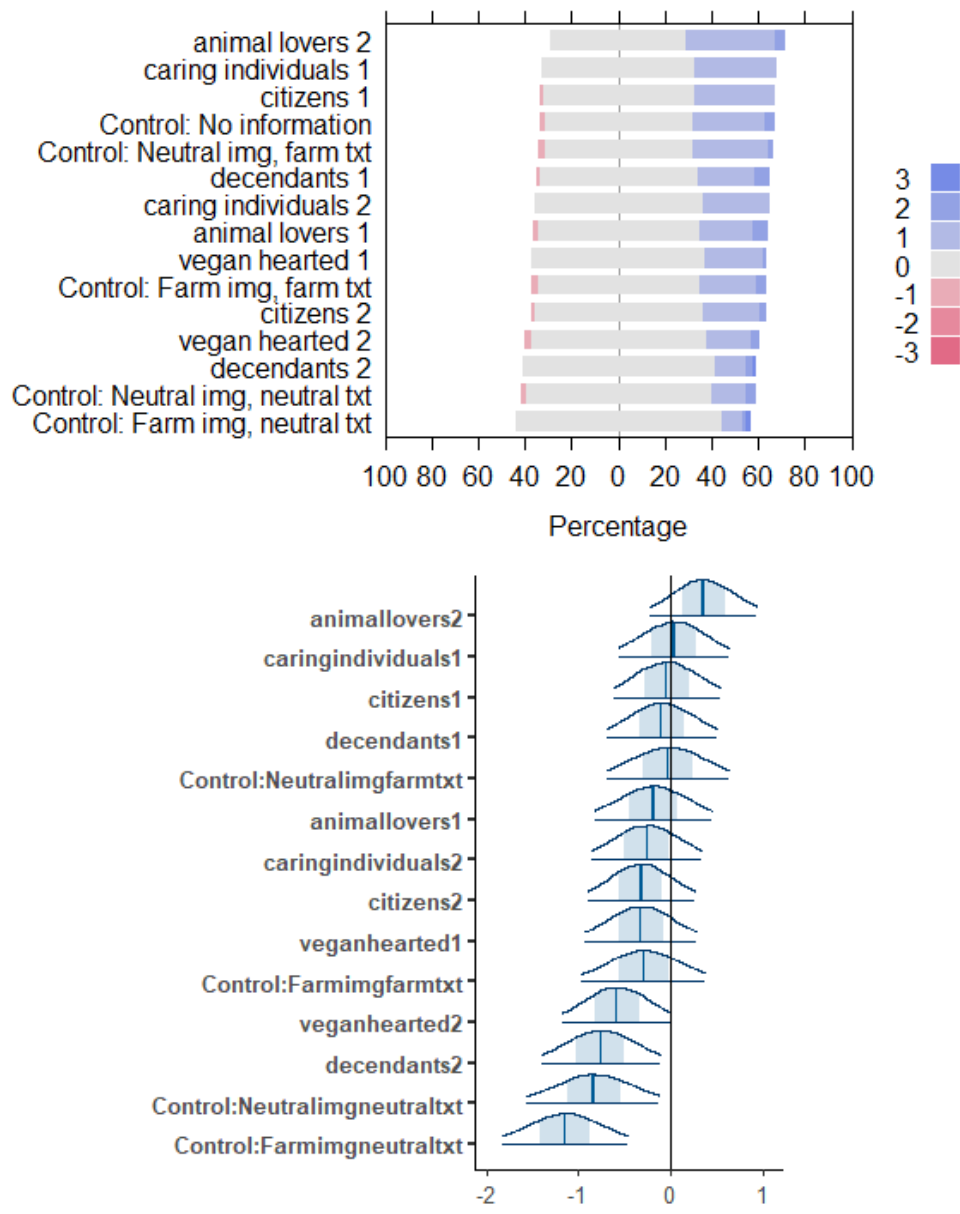 animal lovers 2
caring individuals 1
citizens 1
Control: No information
Control: Neutral img, farm txt
decendants 1
caring individuals 2
animal lovers 1
vegan hearted 1
Control: Farm img, farm txt
citizens 2
vegan hearted 2
decendants 2
Control: Neutral img, neutral txt
Control: Farm img, neutral txt
3
2
1
0
-1
-2
-3
100 80 60 40 20 0 20 40 60 80 100
Percentage
animallovers2
caringindividuals1
citizens1
decendants1
Control:Neutralimgfarmtxt
animallovers1
caringindividuals2
citizens2
veganhearted1
Control:Farmimgfarmtxt
veganhearted2
decendants2
Control:Neutralimgneutraltxt
Control:Farmimgneutraltxt
-2 -1 0 1